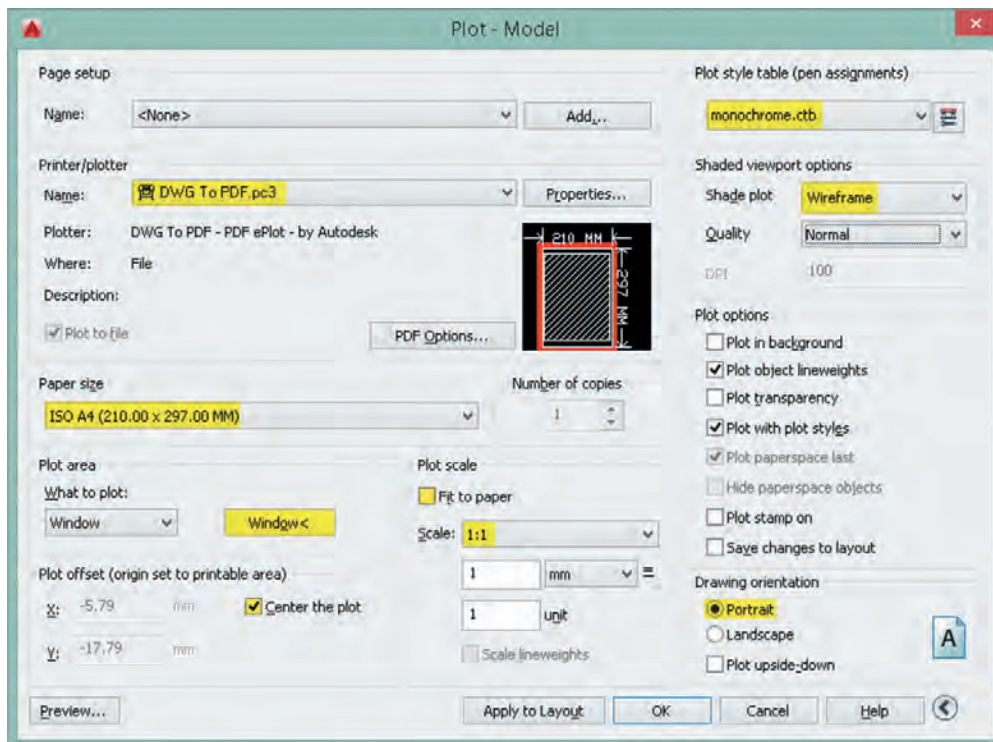 Plot - Model
Page setup
Name: <None> Add...
Printer/plotter
Name: DWG To PDF.pc3 Properties...
Plotter: DWG To PDF - PDF ePlot - by Autodesk
Where: File
Description:
Plot to file
PDF Options...
210 MM
297 MM
Paper size
ISO A4 (210.00 x 297.00 MM)
Number of copies
1
Plot area
What to plot:
Window Window<
Plot offset (origin set to printable area)
X: -5.79 mm Center the plot
Y: -17.79 mm
Plot scale
Fit to paper
Scale: 1:1
1 mm =
1 unit
Scale lineweights
Plot style table (pen assignments)
monochrome.ctb
Shaded viewport options
Shade plot Wireframe
Quality Normal
DPI 100
Plot options
Plot in background
Plot object lineweights
Plot transparency
Plot with plot styles
Plot paperspace last
Hide paperspace objects
Plot stamp on
Save changes to layout
Drawing orientation
Portrait
Landscape
Plot upside-down
A
Preview... Apply to Layout OK Cancel Help